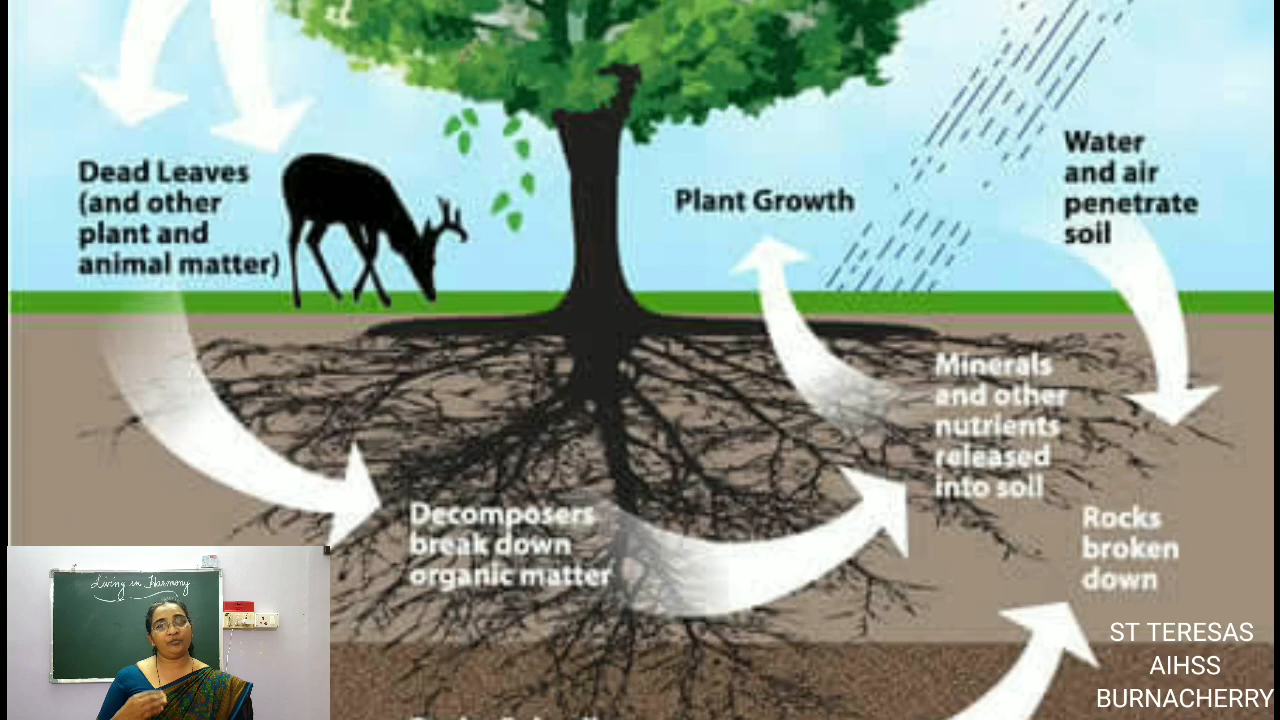 Dead Leaves
(and other
plant and
animal matter)
Plant Growth
Water
and air
penetrate
soil
Minerals
and other
nutrients
released
into soil
Decomposers
break down
organic matter
Rocks
broken
down
Living in Harmony
ST TERESAS
AIHSS
BURNACHERRY